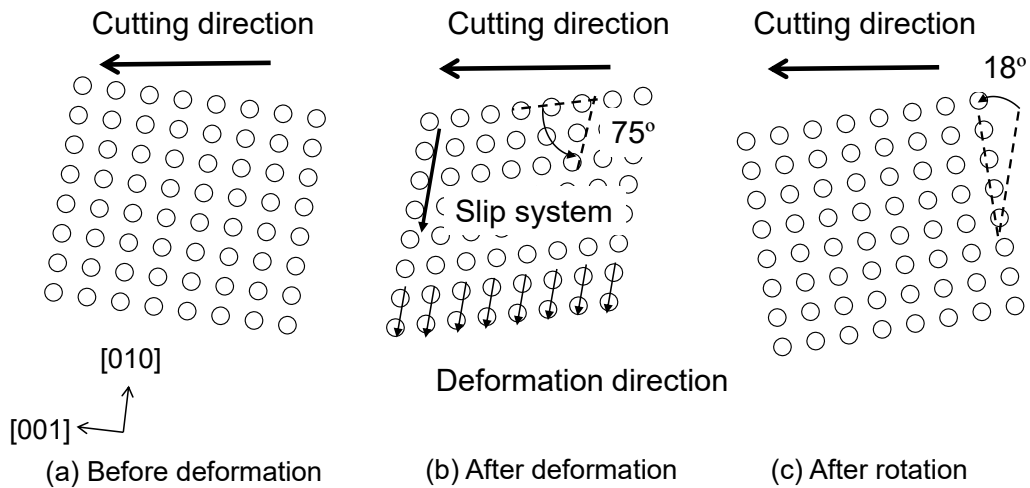 Cutting direction
Cutting direction
Cutting direction
18º
75º
Slip system
[010]
[001]
Deformation direction
(a) Before deformation
(b) After deformation
(c) After rotation